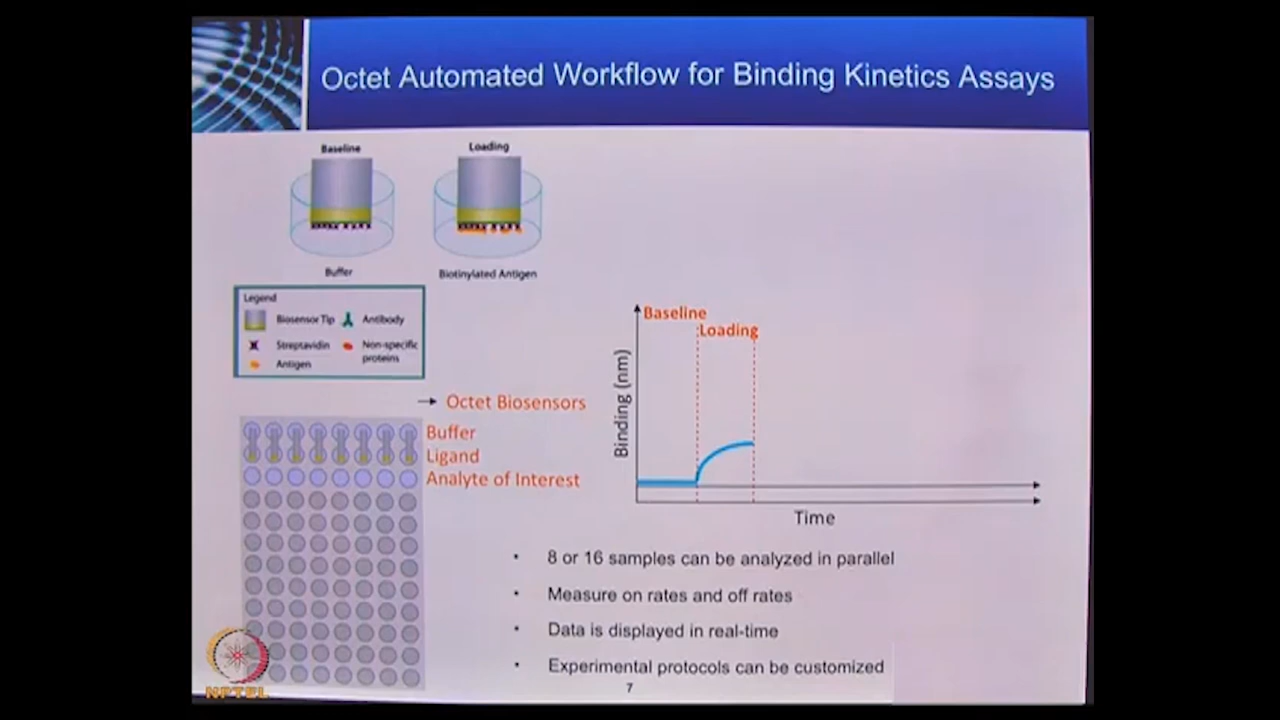 Octet Automated Workflow for Binding Kinetics Assays
Baseline
Loading
Buffer
Biotinylated Antigen
Legend
Biosensor Tip
Antibody
Streptavidin
Non-specific proteins
Antigen
Octet Biosensors
Buffer
Ligand
Analyte of Interest
Baseline
Loading
Binding (nm)
Time
• 8 or 16 samples can be analyzed in parallel
• Measure on rates and off rates
• Data is displayed in real-time
• Experimental protocols can be customized
7
NPTEL